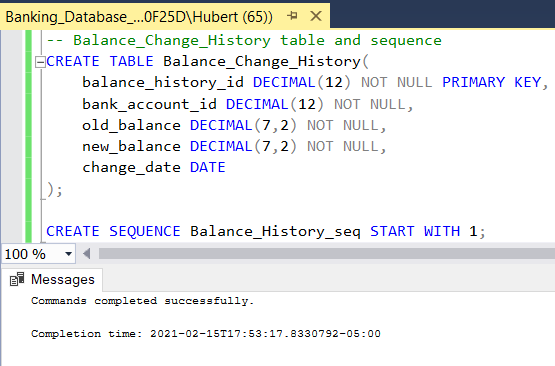 Banking_Database_...0F25D\Hubert (65))
-- Balance_Change_History table and sequence
CREATE TABLE Balance_Change_History(
    balance_history_id DECIMAL(12) NOT NULL PRIMARY KEY,
    bank_account_id DECIMAL(12) NOT NULL,
    old_balance DECIMAL(7,2) NOT NULL,
    new_balance DECIMAL(7,2) NOT NULL,
    change_date DATE
);
CREATE SEQUENCE Balance_History_seq START WITH 1;
100 %
Messages
Commands completed successfully.
Completion time: 2021-02-15T17:53:17.8330792-05:00